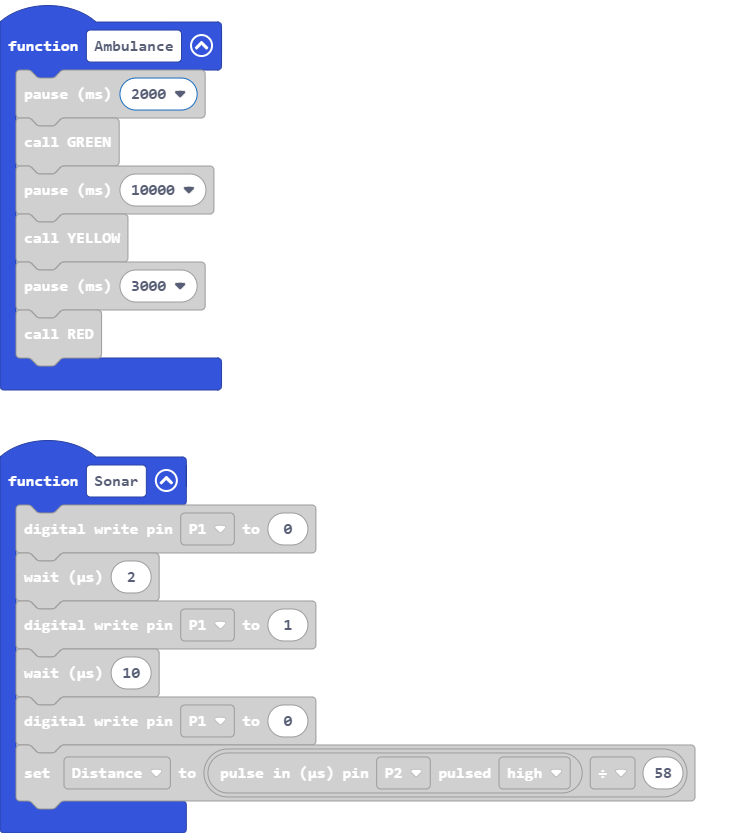 function Ambulance
pause (ms) 2000
call GREEN
pause (ms) 10000
call YELLOW
pause (ms) 3000
call RED
function Sonar
digital write pin P1 to 0
wait (µs) 2
digital write pin P1 to 1
wait (µs) 10
digital write pin P1 to 0
set Distance to pulse in (µs) pin P2 pulsed high ÷ 58